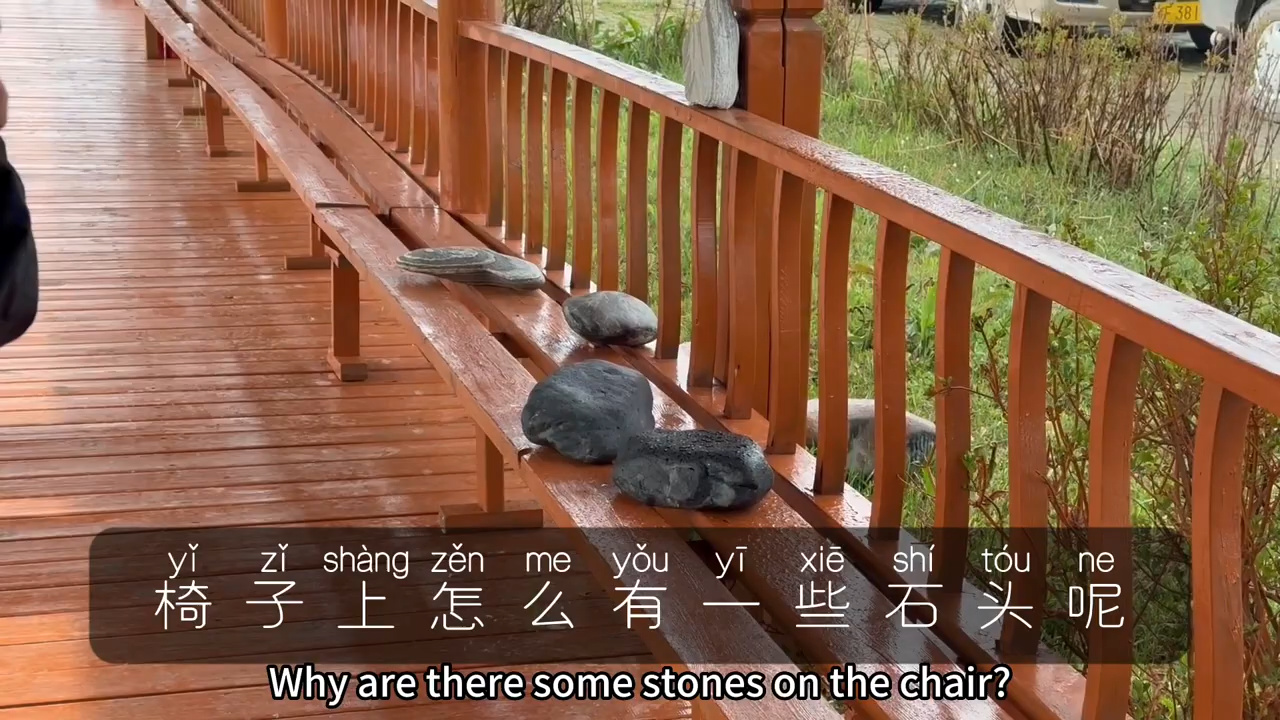 F 381
yǐ zǐ shàng zěn me yǒu yī xiē shí tóu ne
椅子上怎么有一些石头呢
Why are there some stones on the chair?